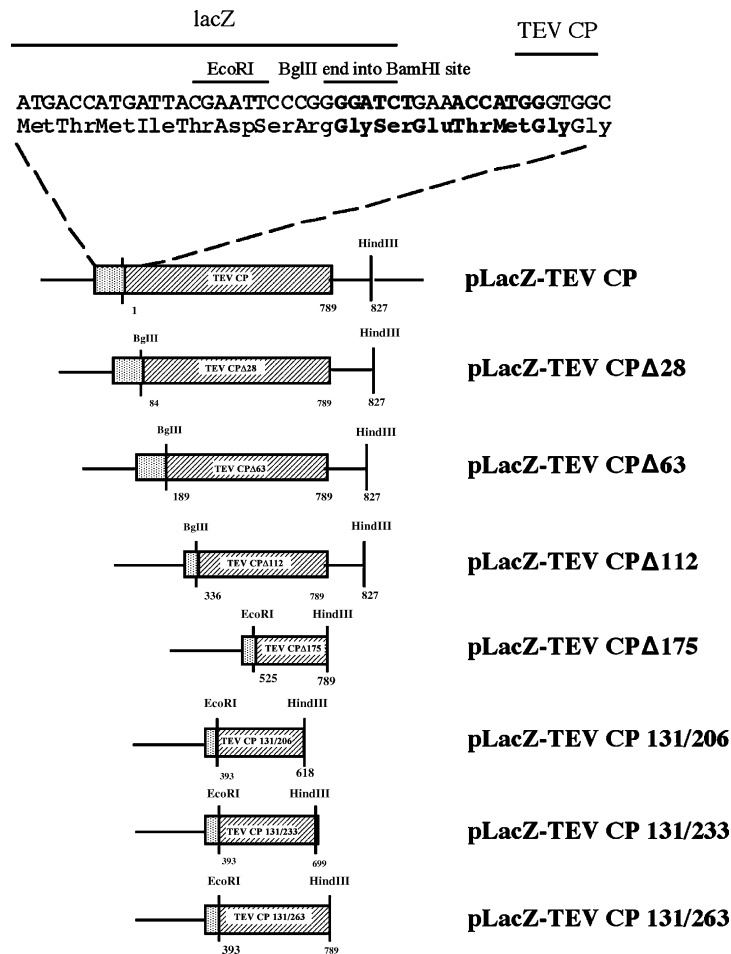 lacZ
TEV CP
EcoRI BglII end into BamHI site
ATGACCATGATTACGAATTCCCGGGGATCTGAAACCATGGGTGGC
MetThrMetIleThrAspSerArgGlySerGluThrMetGlyGly
HindIII
TEV CP
pLacZ-TEV CP
1 789 827
BgIII HindIII
TEV CPΔ28
pLacZ-TEV CPΔ28
84 789 827
BgIII HindIII
TEV CPΔ63
pLacZ-TEV CPΔ63
189 789 827
BgIII HindIII
TEV CPΔ112
pLacZ-TEV CPΔ112
336 789 827
EcoRI HindIII
TEV CPΔ175
pLacZ-TEV CPΔ175
525 789
EcoRI HindIII
TEV CP 131/206
pLacZ-TEV CP 131/206
393 618
EcoRI HindIII
TEV CP 131/233
pLacZ-TEV CP 131/233
393 699
EcoRI HindIII
TEV CP 131/263
pLacZ-TEV CP 131/263
393 789